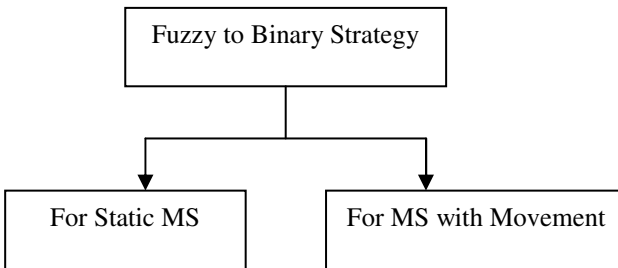 Fuzzy to Binary Strategy
For Static MS
For MS with Movement